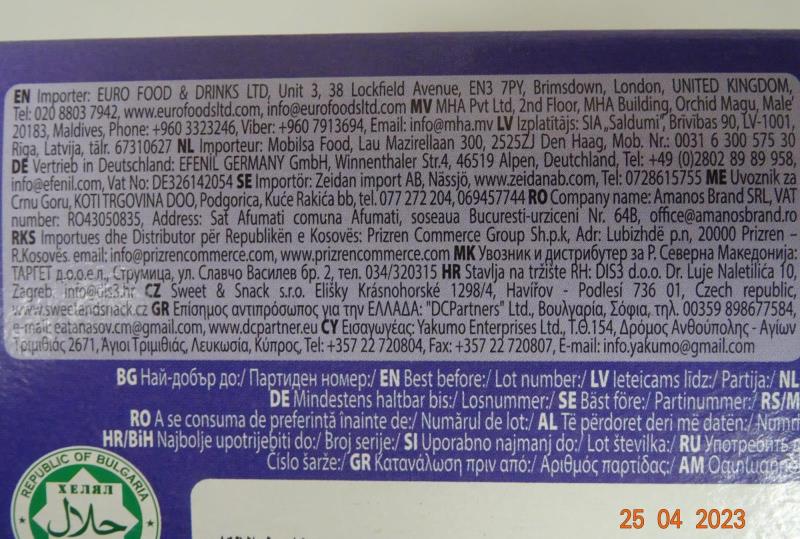 EN Importer: EURO FOOD & DRINKS LTD, Unit 3, 38 Lockfield Avenue, EN3 7PY, Brimsdown, London, UNITED KINGDOM,
Tel: 020 8803 7942, www.eurofoodsltd.com, info@eurofoodsltd.com MV MHA Pvt Ltd, 2nd Floor, MHA Building, Orchid Magu, Male'
20183, Maldives, Phone: +960 3323246, Viber: +960 7913694, Email: info@mha.mv LV Izplatītājs: SIA „Saldumi", Brīvības 90, LV-1001,
Riga, Latvija, tālr. 67310627 NL Importeur: Mobilsa Food, Lau Mazirellaan 300, 2525ZJ Den Haag, Mob. Nr.: 0031 6 300 575 30
DE Vertrieb in Deutschland: EFENIL GERMANY GmbH, Winnenthaler Str.4, 46519 Alpen, Deutchland, Tel: +49 (0)2802 89 89 958,
info@efenil.com, Vat No: DE326142054 SE Importör: Zeidan import AB, Nässjö, www.zeidanab.com, Tel: 0728615755 ME Uvoznik za
Crnu Goru, KOTI TRGOVINA DOO, Podgorica, Kuće Rakića bb, tel. 077 272 204, 069457744 RO Company name: Amanos Brand SRL, VAT
number: RO43050835, Address: Sat Afumati comuna Afumati, soseaua Bucuresti-urziceni Nr. 64B, office@amanosbrand.ro
RKS Importues dhe Distributor për Republikën e Kosovës: Prizren Commerce Group Sh.p.k, Adr: Lubizhdë p.n, 20000 Prizren –
R.Kosovës. email: info@prizrencommerce.com, www.prizrencommerce.com MK Увозник и дистрибутер за Р. Северна Македонија:
ТАРГЕТ д.о.о.ел, Струмица, ул. Славчо Василев бр. 2, тел. 034/320315 HR Stavlja na tržište RH: DIS3 d.o.o. Dr. Luje Naletilića 10,
Zagreb. info@dis3.hr CZ Sweet & Snack s.r.o. Elišky Krásnohorské 1298/4, Havířov - Podlesí 736 01, Czech republic,
www.sweetandsnack.cz GR Επίσημος αντιπρόσωπος για την ΕΛΛΑΔΑ: "DCPartners" Ltd., Βουλγαρία, Σόφια, τηλ. 00359 898677584,
e-mail: eatanasov.cm@gmail.com, www.dcpartner.eu CY Εισαγωγέας: Yakumo Enterprises Ltd., Τ.Θ.154, Δρόμος Ανθούπολης - Αγίων
Τριμιθιάς 2671, Άγιοι Τριμιθιάς, Λευκωσία, Κύπρος, Tel: +357 22 720804, Fax: +357 22 720807, E-mail: info.yakumo@gmail.com
BG Най-добър до:/ Партиден номер:/ EN Best before:/ Lot number:/ LV Ieteicams līdz:/ Partija:/ NL
DE Mindestens haltbar bis:/ Losnummer:/ SE Bäst före:/ Partinummer:/ RS/M
RO A se consuma de preferință înainte de:/ Numărul de lot:/ AL Të përdoret deri më datën:/
HR/BiH Najbolje upotrijebiti do:/ Broj serije:/ SI Uporabno najmanj do:/ Lot številka:/ RU Употребить
Číslo šarže:/ GR Κατανάλωση πριν από:/ Αριθμός παρτίδας:/ AM
REPUBLIC OF BULGARIA
ХЕЛЯЛ
حلال
25 04 2023